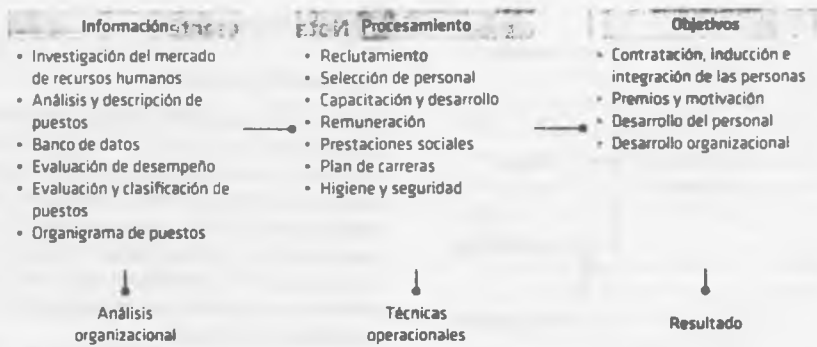 Información
• Investigación del mercado
de recursos humanos
• Análisis y descripción de
puestos
• Banco de datos
• Evaluación de desempeño
• Evaluación y clasificación de
puestos
• Organigrama de puestos
Análisis
organizacional
Procesamiento
• Reclutamiento
• Selección de personal
• Capacitación y desarrollo
• Remuneración
• Prestaciones sociales
• Plan de carreras
• Higiene y seguridad
Técnicas
operacionales
Objetivos
• Contratación, inducción e
integración de las personas
• Premios y motivación
• Desarrollo del personal
• Desarrollo organizacional
Resultado